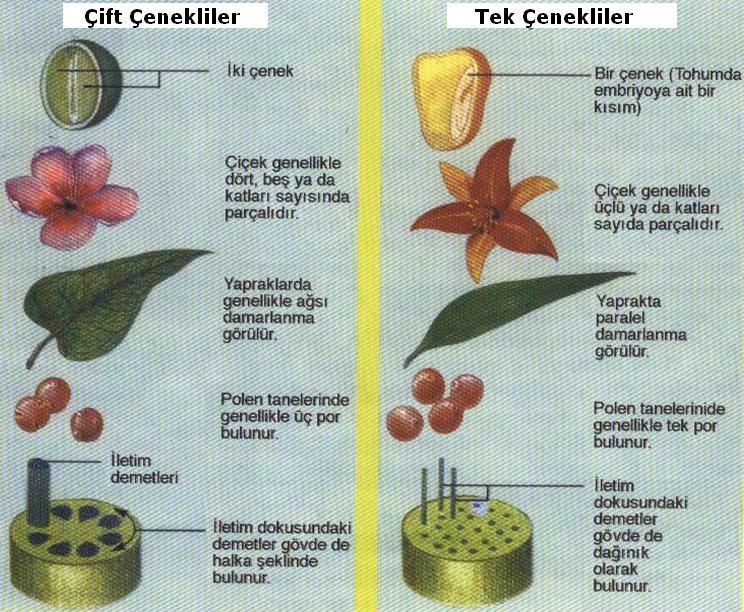 Çift Çenekliler
İki çenek
Çiçek genellikle
dört, beş ya da
katları sayısında
parçalıdır.
Yapraklarda
genellikle ağsı
damarlanma
görülür.
Polen tanelerinde
genellikle üç por
bulunur.
İletim
demetleri
İletim dokusundaki
demetler gövde de
halka şeklinde
bulunur.
Tek Çenekliler
Bir çenek (Tohumda
embriyoya ait bir
kısım)
Çiçek genellikle
üçlü ya da katları
sayıda parçalıdır.
Yaprakta
paralel
damarlanma
görülür.
Polen tanelerinide
genellikle tek por
bulunur.
İletim
dokusundaki
demetler
gövde de
dağınık
olarak
bulunur.